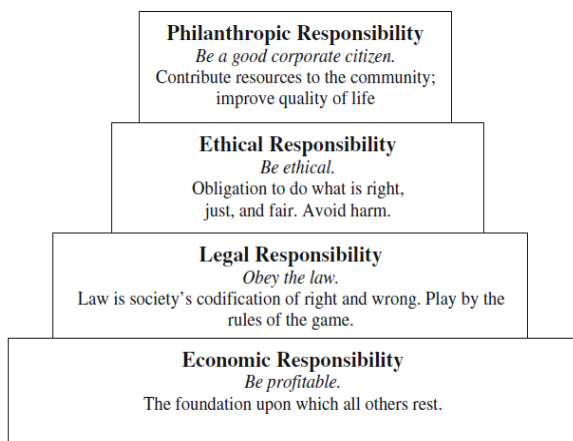 Philanthropic Responsibility
Be a good corporate citizen.
Contribute resources to the community;
improve quality of life
Ethical Responsibility
Be ethical.
Obligation to do what is right,
just, and fair. Avoid harm.
Legal Responsibility
Obey the law.
Law is society’s codification of right and wrong. Play by the
rules of the game.
Economic Responsibility
Be profitable.
The foundation upon which all others rest.